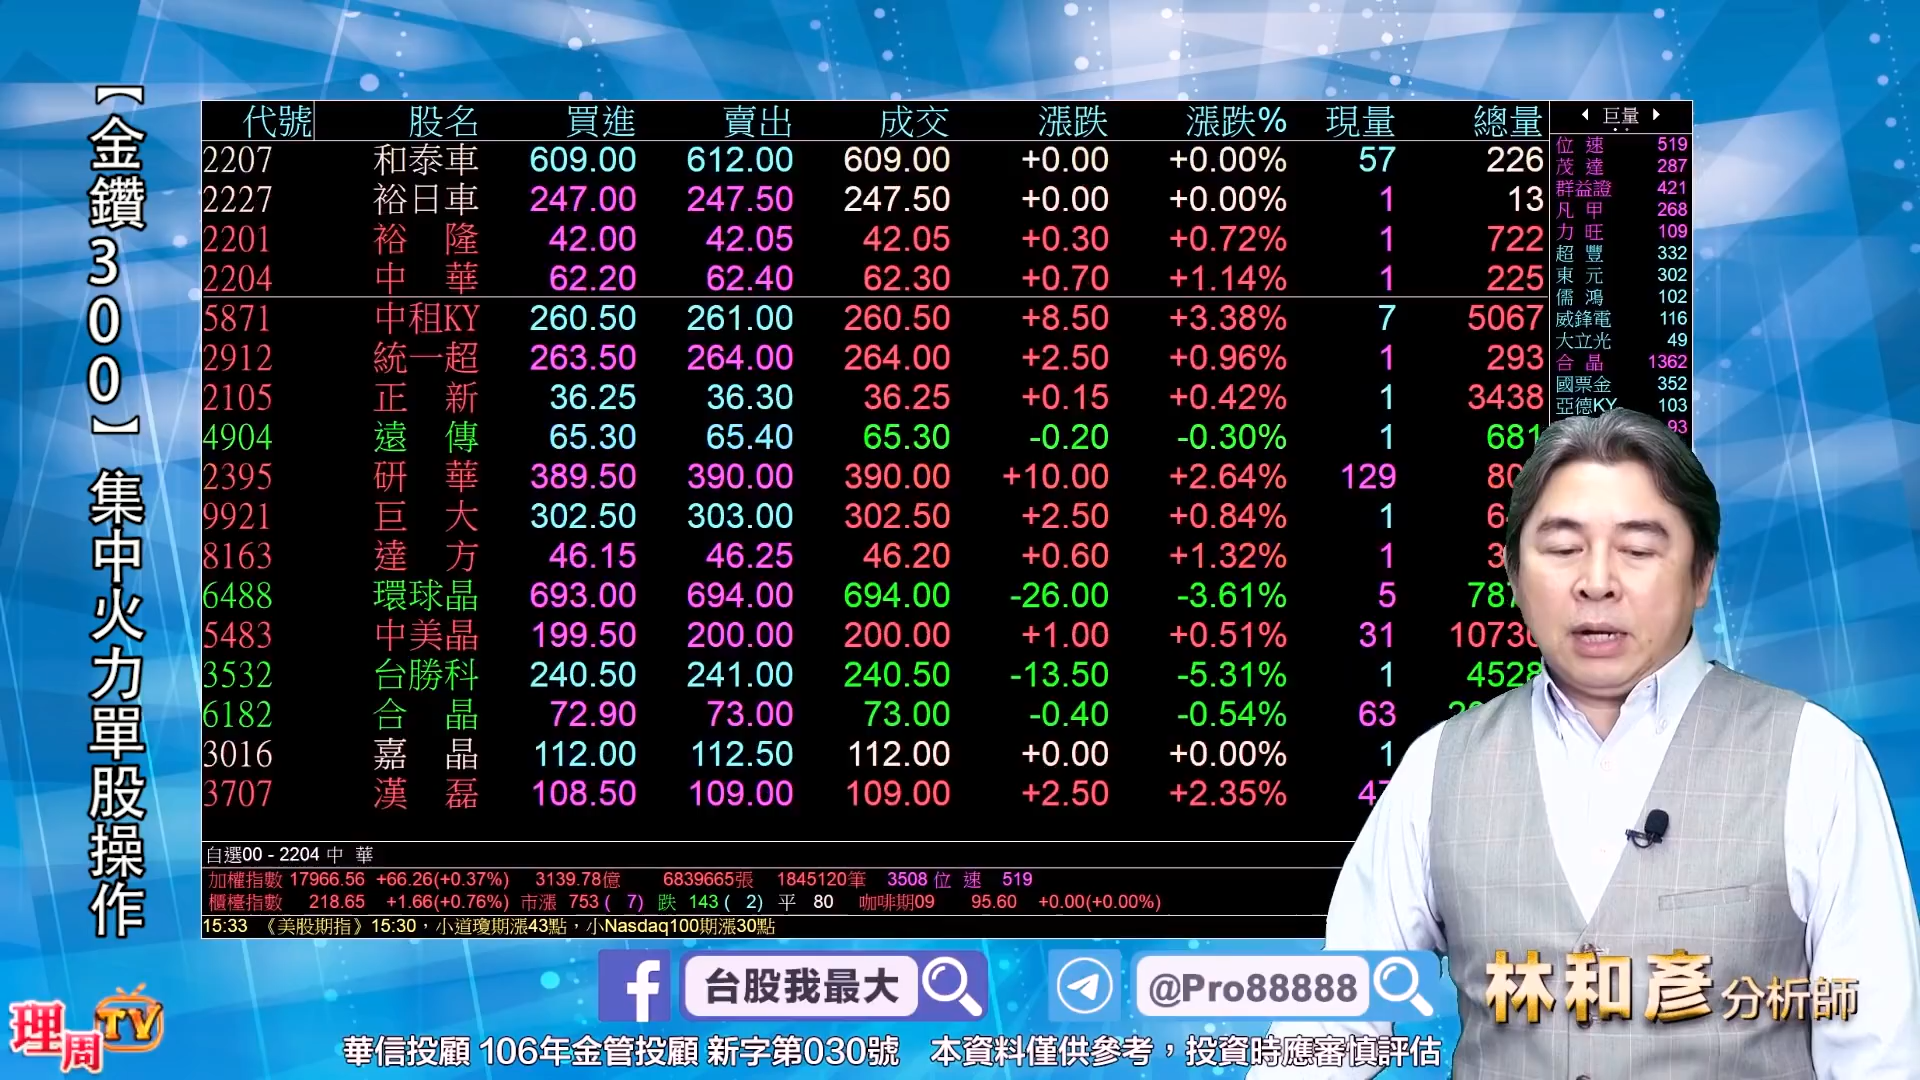 【金鑽300】集中火力單股操作
代號 股名 買進 賣出 成交 漲跌 漲跌% 現量 總量
2207 和泰車 609.00 612.00 609.00 +0.00 +0.00% 57 226
2227 裕日車 247.00 247.50 247.50 +0.00 +0.00% 1 13
2201 裕隆 42.00 42.05 42.05 +0.30 +0.72% 1 722
2204 中華 62.20 62.40 62.30 +0.70 +1.14% 1 225
5871 中租KY 260.50 261.00 260.50 +8.50 +3.38% 7 5067
2912 統一超 263.50 264.00 264.00 +2.50 +0.96% 1 293
2105 正新 36.25 36.30 36.25 +0.15 +0.42% 1 3438
4904 遠傳 65.30 65.40 65.30 -0.20 -0.30% 1 681
2395 研華 389.50 390.00 390.00 +10.00 +2.64% 129
9921 巨大 302.50 303.00 302.50 +2.50 +0.84% 1
8163 達方 46.15 46.25 46.20 +0.60 +1.32% 1
6488 環球晶 693.00 694.00 694.00 -26.00 -3.61% 5
5483 中美晶 199.50 200.00 200.00 +1.00 +0.51% 31
3532 台勝科 240.50 241.00 240.50 -13.50 -5.31% 1 4528
6182 合晶 72.90 73.00 73.00 -0.40 -0.54% 63
3016 嘉晶 112.00 112.50 112.00 +0.00 +0.00% 1
3707 漢磊 108.50 109.00 109.00 +2.50 +2.35%
巨量
位速 519
茂達 287
群益證 421
凡甲 268
力旺 109
超豐 332
東元 302
儒鴻 102
威鋒電 116
大立光 49
合晶 1362
國票金 352
亞德KY 103
93
自選00 - 2204 中華
加權指數 17966.56 +66.26(+0.37%) 3139.78億 6839665張 1845120筆 3508 位速 519
櫃檯指數 218.65 +1.66(+0.76%) 市漲 753( 7) 跌 143( 2) 平 80 咖啡期09 95.60 +0.00(+0.00%)
15:33 《美股期指》15:30，小道瓊期漲43點，小Nasdaq100期漲30點
f 台股我最大
@Pro88888
林和彥 分析師
理周TV
華信投顧 106年金管投顧 新字第030號 本資料僅供參考，投資時應審慎評估